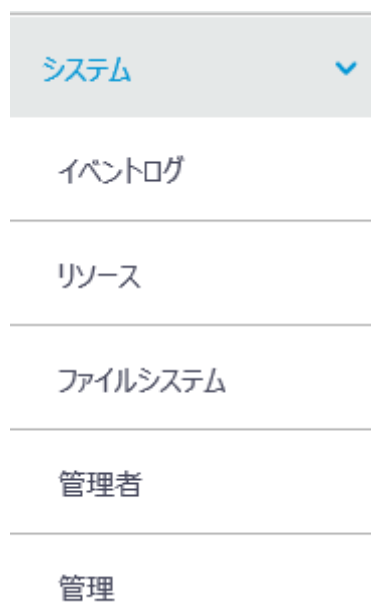 システム
イベントログ
リソース
ファイルシステム
管理者
管理